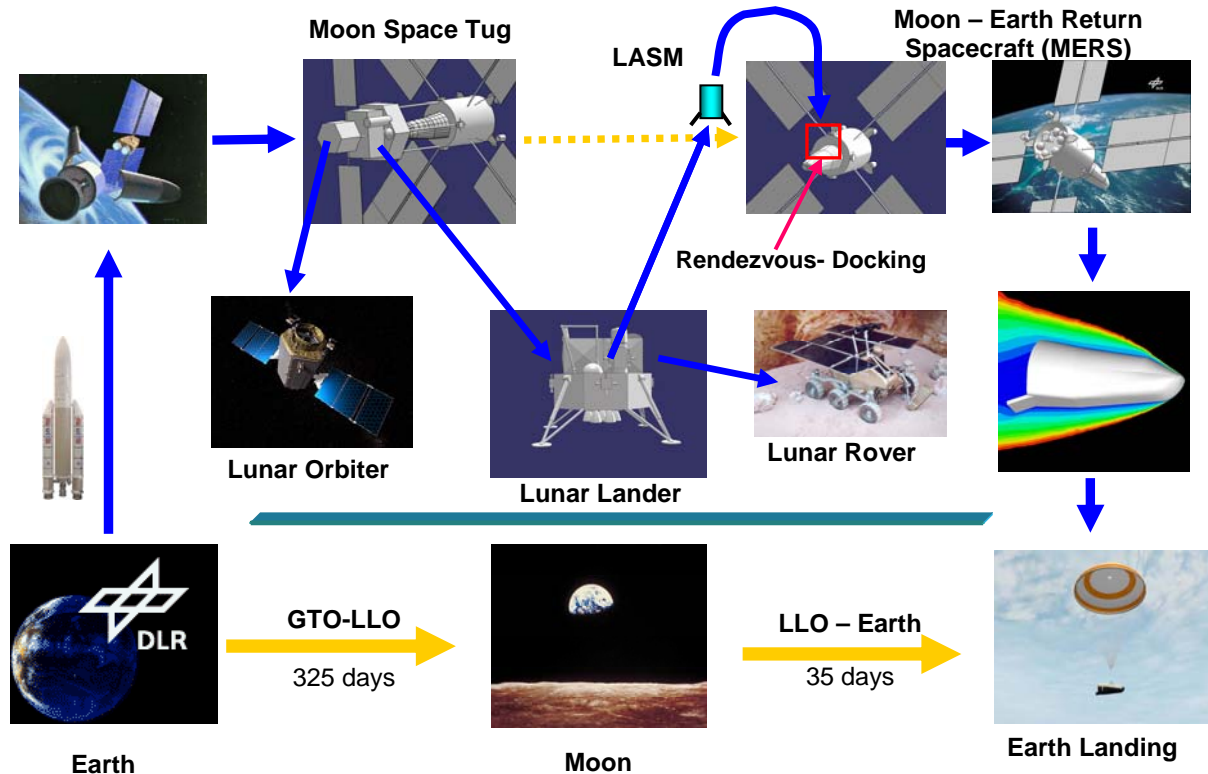 Moon Space Tug
LASM
Moon – Earth Return
Spacecraft (MERS)
DLR
Rendezvous- Docking
Lunar Orbiter
Lunar Lander
Lunar Rover
DLR
GTO-LLO
325 days
LLO – Earth
35 days
Earth
Moon
Earth Landing